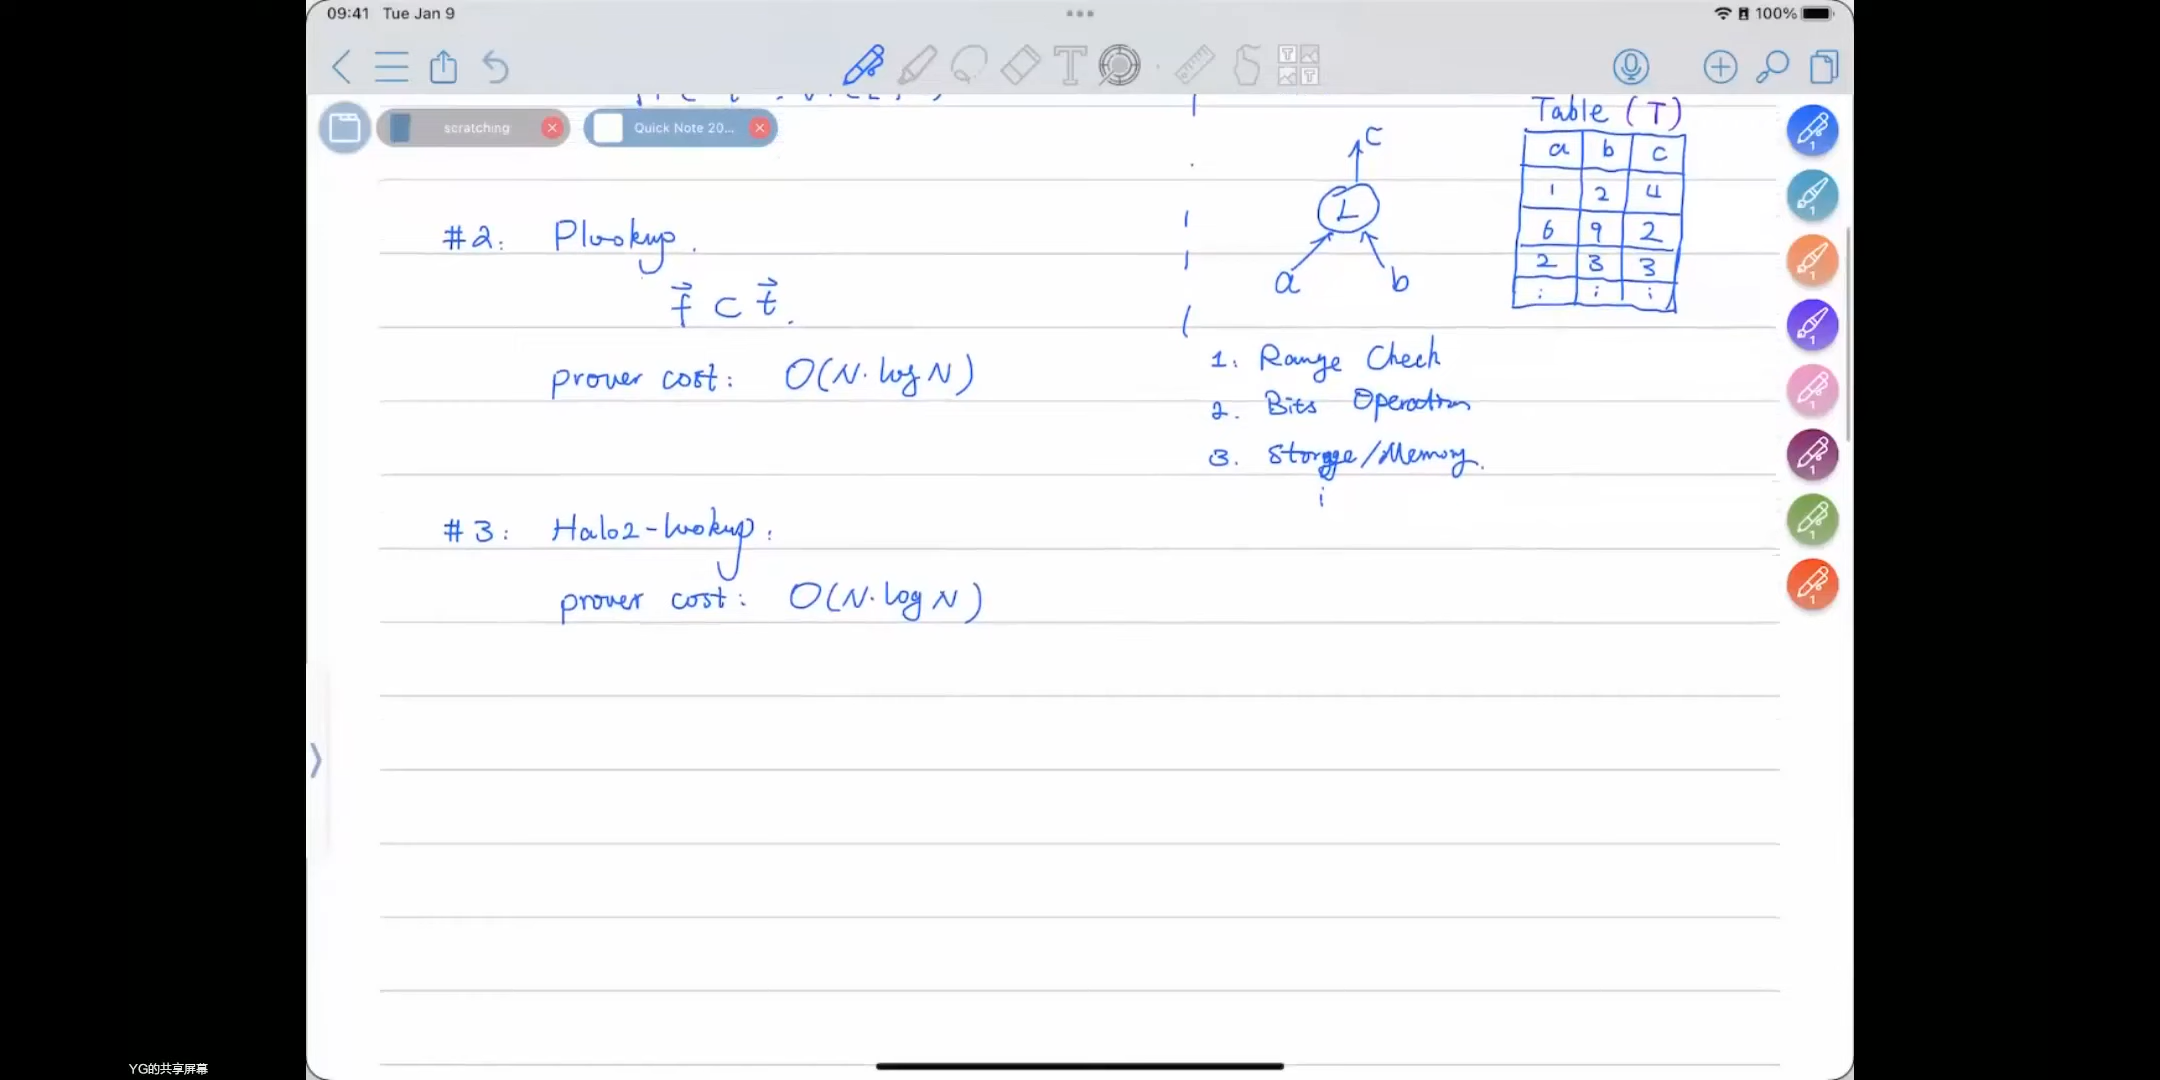 09:41 Tue Jan 9
100%
scratching
Quick Note 20...
#2: Plookup.
f⃗ ⊂ t⃗.
prover cost: O(N·log N)
#3: Halo2-lookup:
prover cost: O(N·log N)
C
L
a b
Table (T)
a b c
1 2 4
6 9 2
2 3 3
⋮ ⋮ ⋮
1. Range Check
2. Bits Operation
3. Storage/Memory.
⋮
YG的共享屏幕